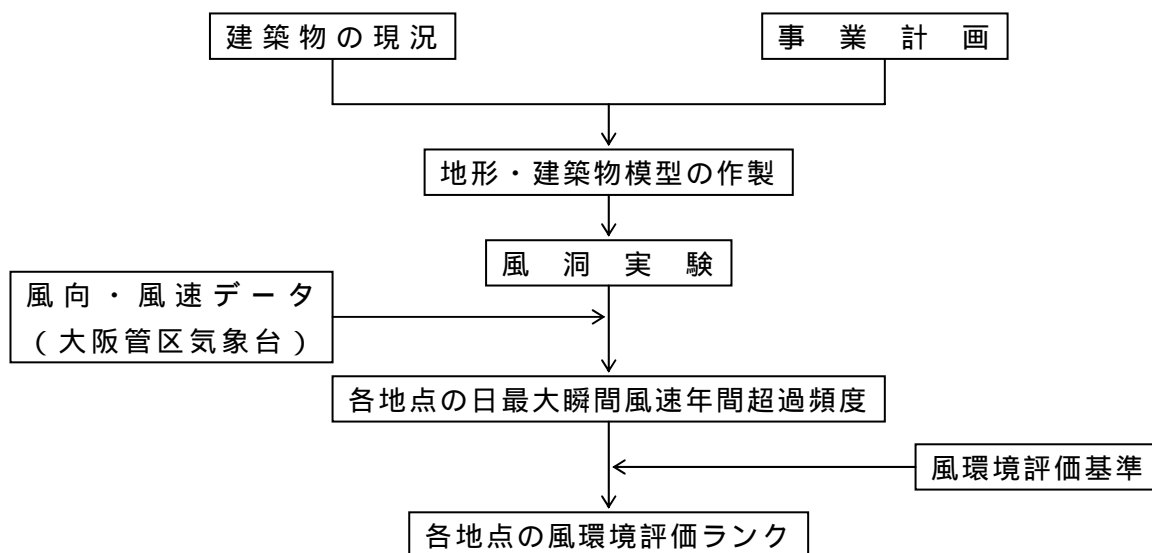 建築物の現況
事業計画
地形・建築物模型の作製
風洞実験
風向・風速データ
(大阪管区気象台)
各地点の日最大瞬間風速年間超過頻度
風環境評価基準
各地点の風環境評価ランク